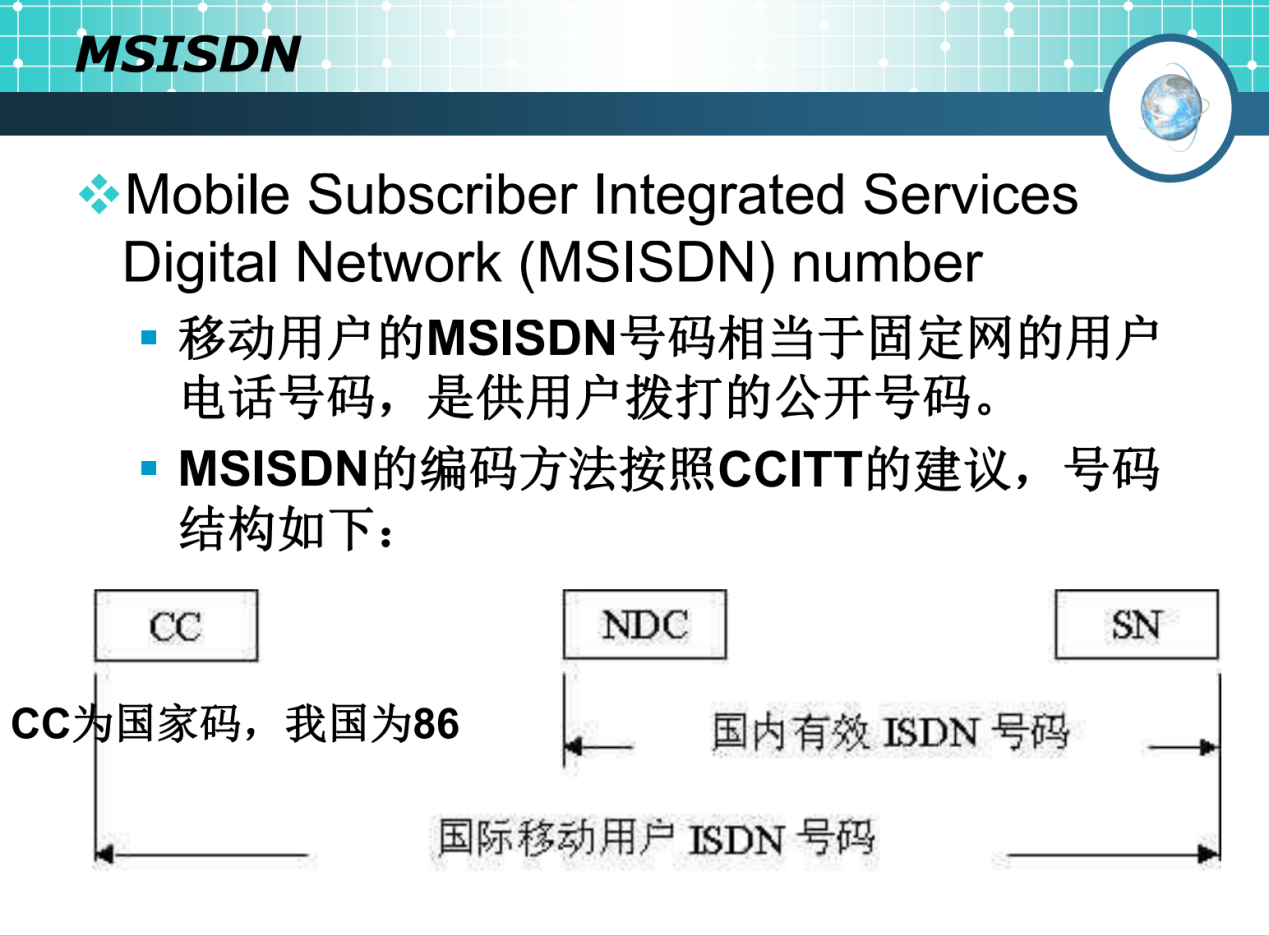 MSISDN
Mobile Subscriber Integrated Services
Digital Network (MSISDN) number
移动用户的MSISDN号码相当于固定网的用户
电话号码，是供用户拨打的公开号码。
MSISDN的编码方法按照CCITT的建议，号码
结构如下：
CC
NDC
SN
CC为国家码，我国为86
国内有效 ISDN 号码
国际移动用户 ISDN 号码